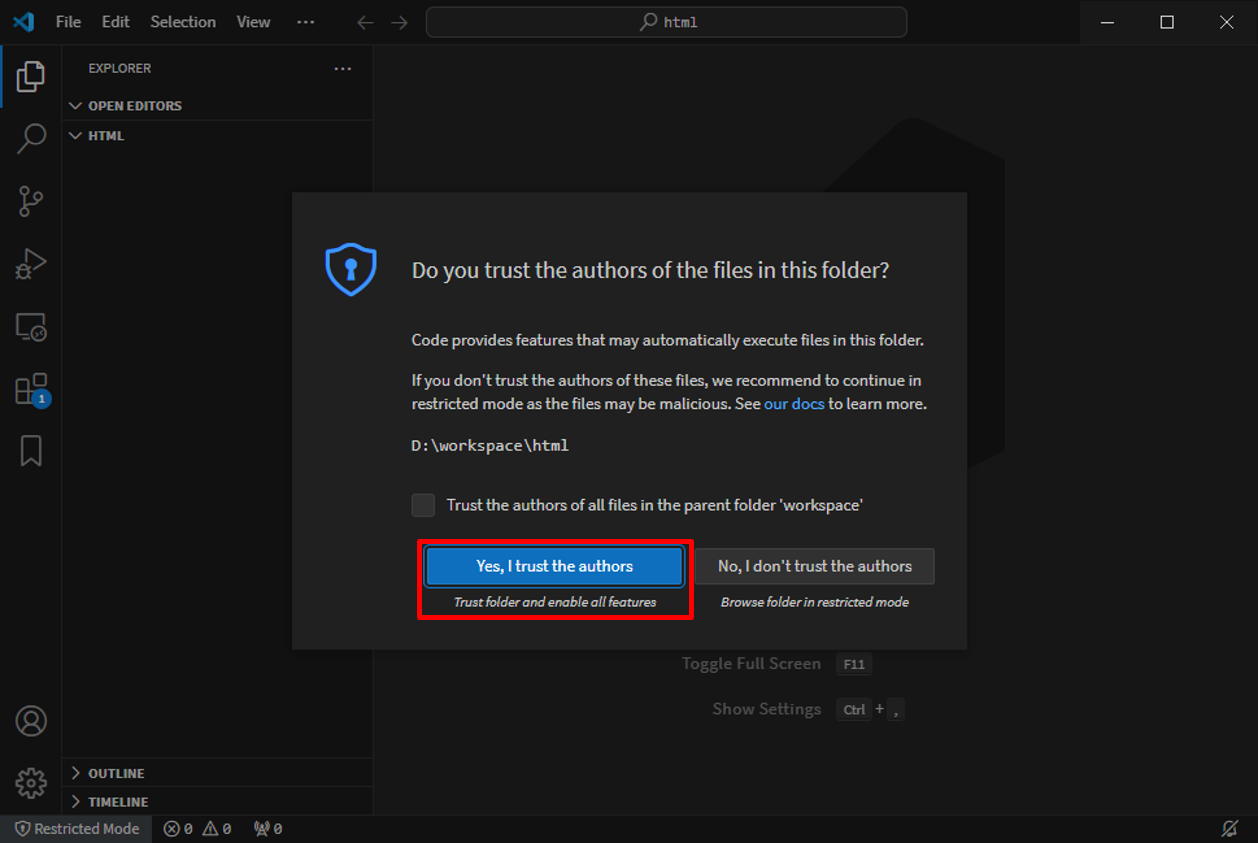 File Edit Selection View ··· html
EXPLORER ···
OPEN EDITORS
HTML
Do you trust the authors of the files in this folder?
Code provides features that may automatically execute files in this folder.
If you don't trust the authors of these files, we recommend to continue in
restricted mode as the files may be malicious. See our docs to learn more.
D:\workspace\html
1
Trust the authors of all files in the parent folder 'workspace'
Yes, I trust the authors No, I don't trust the authors
Trust folder and enable all features Browse folder in restricted mode
Toggle Full Screen F11
Show Settings Ctrl + ,
OUTLINE
TIMELINE
Restricted Mode 0 0 0